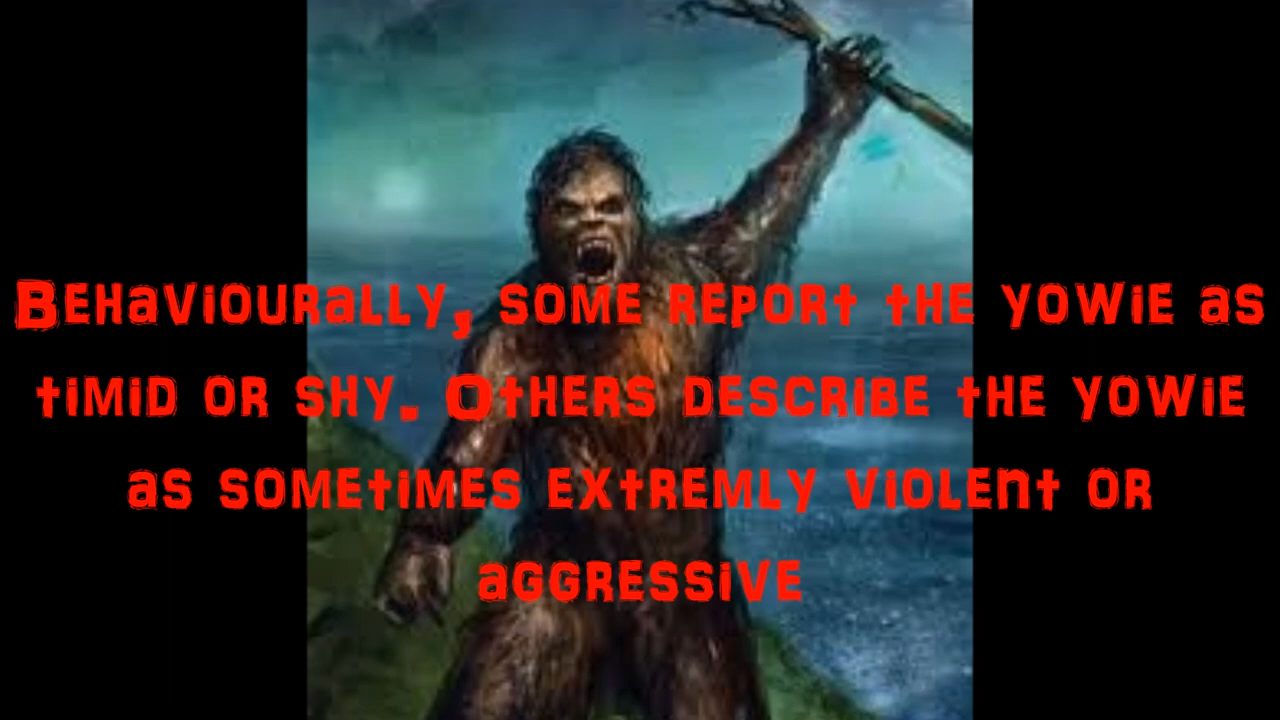 Behaviourally, some report the yowie as
timid or shy. Others describe the yowie
as sometimes extremly violent or
aggressive